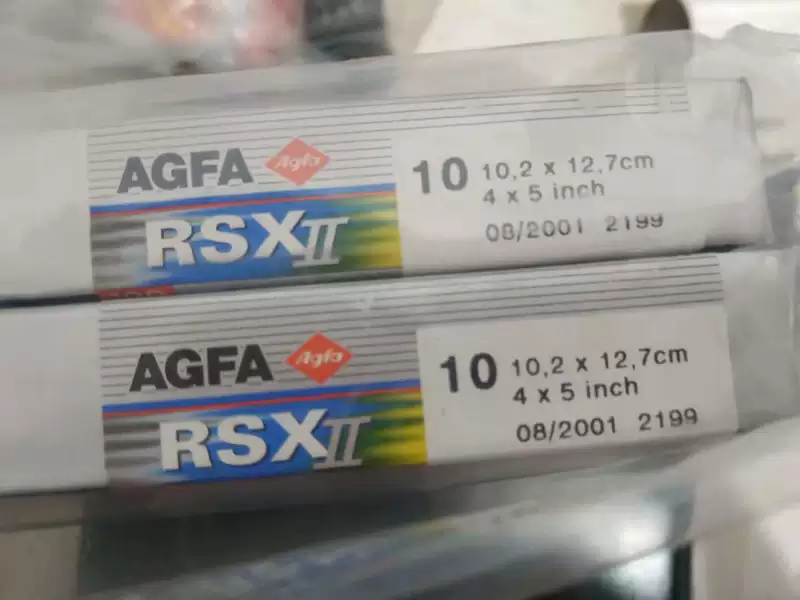 AGFA Agfa
RSX II
10 10,2 x 12,7cm
4 x 5 inch
08/2001 2199
AGFA Agfa
RSX II
10 10,2 x 12,7cm
4 x 5 inch
08/2001 2199